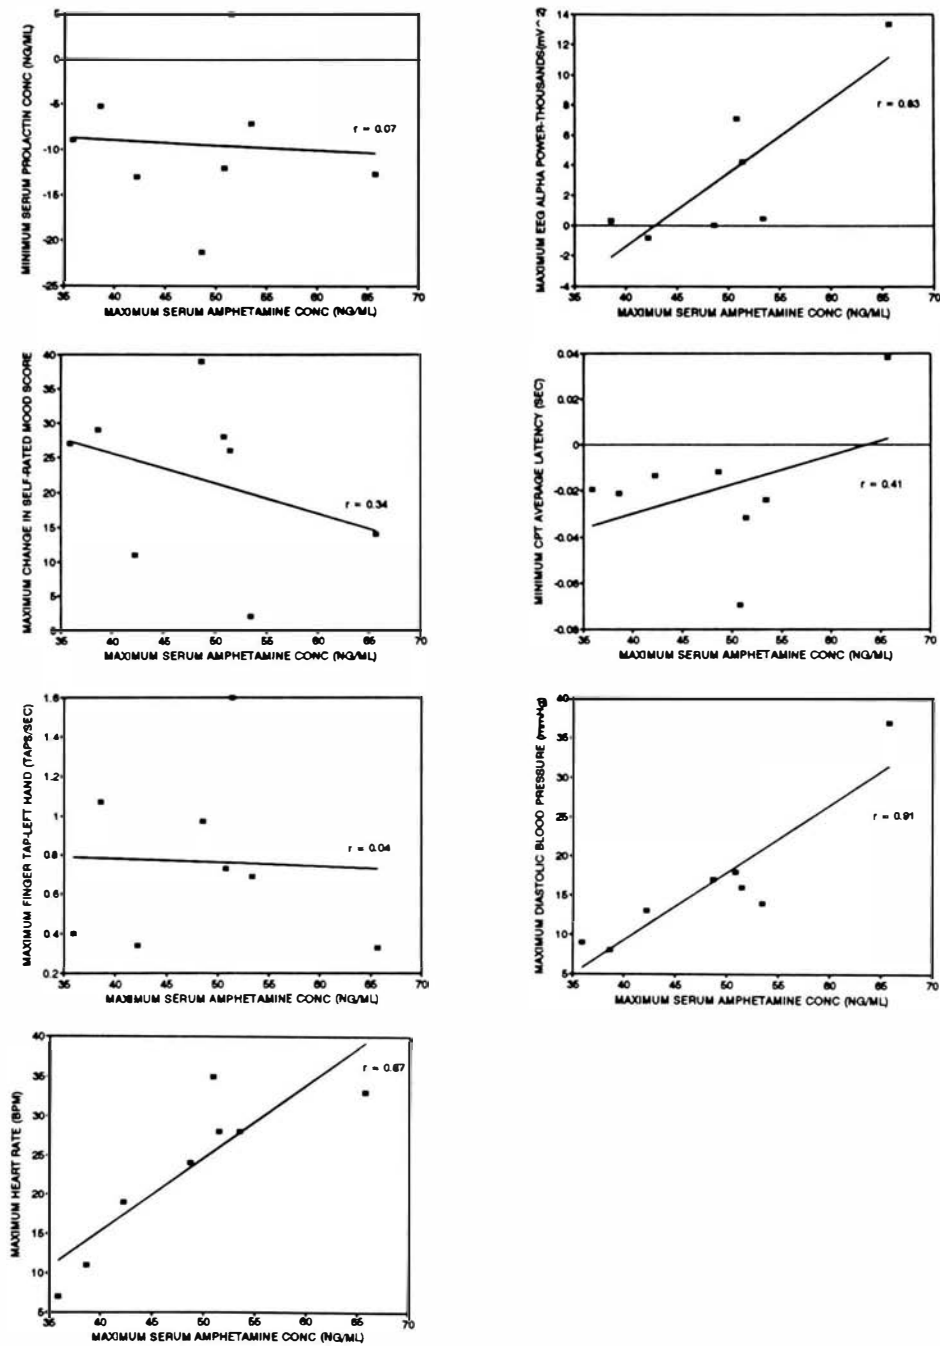 MINIMUM SERUM PROLACTIN CONC (NG/ML)
5
0
-5
-10
-15
-20
-25
r = 0.07
35 40 45 50 55 60 65 70
MAXIMUM SERUM AMPHETAMINE CONC (NG/ML)
MAXIMUM EEG ALPHA POWER-THOUSANDS(mV^2)
14
12
10
8
6
4
2
0
-2
-4
r = 0.83
35 40 45 50 55 60 65 70
MAXIMUM SERUM AMPHETAMINE CONC (NG/ML)
MAXIMUM CHANGE IN SELF-RATED MOOD SCORE
40
35
30
25
20
15
10
5
r = 0.34
35 40 45 50 55 60 65 70
MAXIMUM SERUM AMPHETAMINE CONC (NG/ML)
MINIMUM CPT AVERAGE LATENCY (SEC)
0.04
0.02
0
-0.02
-0.04
-0.06
-0.08
r = 0.41
35 40 45 50 55 60 65 70
MAXIMUM SERUM AMPHETAMINE CONC (NG/ML)
MAXIMUM FINGER TAP-LEFT HAND (TAPS/SEC)
1.6
1.4
1.2
1
0.8
0.6
0.4
0.2
r = 0.04
35 40 45 50 55 60 65 70
MAXIMUM SERUM AMPHETAMINE CONC (NG/ML)
MAXIMUM DIASTOLIC BLOOD PRESSURE (mmHg)
40
35
30
25
20
15
10
5
r = 0.91
35 40 45 50 55 60 65 70
MAXIMUM SERUM AMPHETAMINE CONC (NG/ML)
MAXIMUM HEART RATE (BPM)
40
35
30
25
20
15
10
5
r = 0.87
35 40 45 50 55 60 65 70
MAXIMUM SERUM AMPHETAMINE CONC (NG/ML)